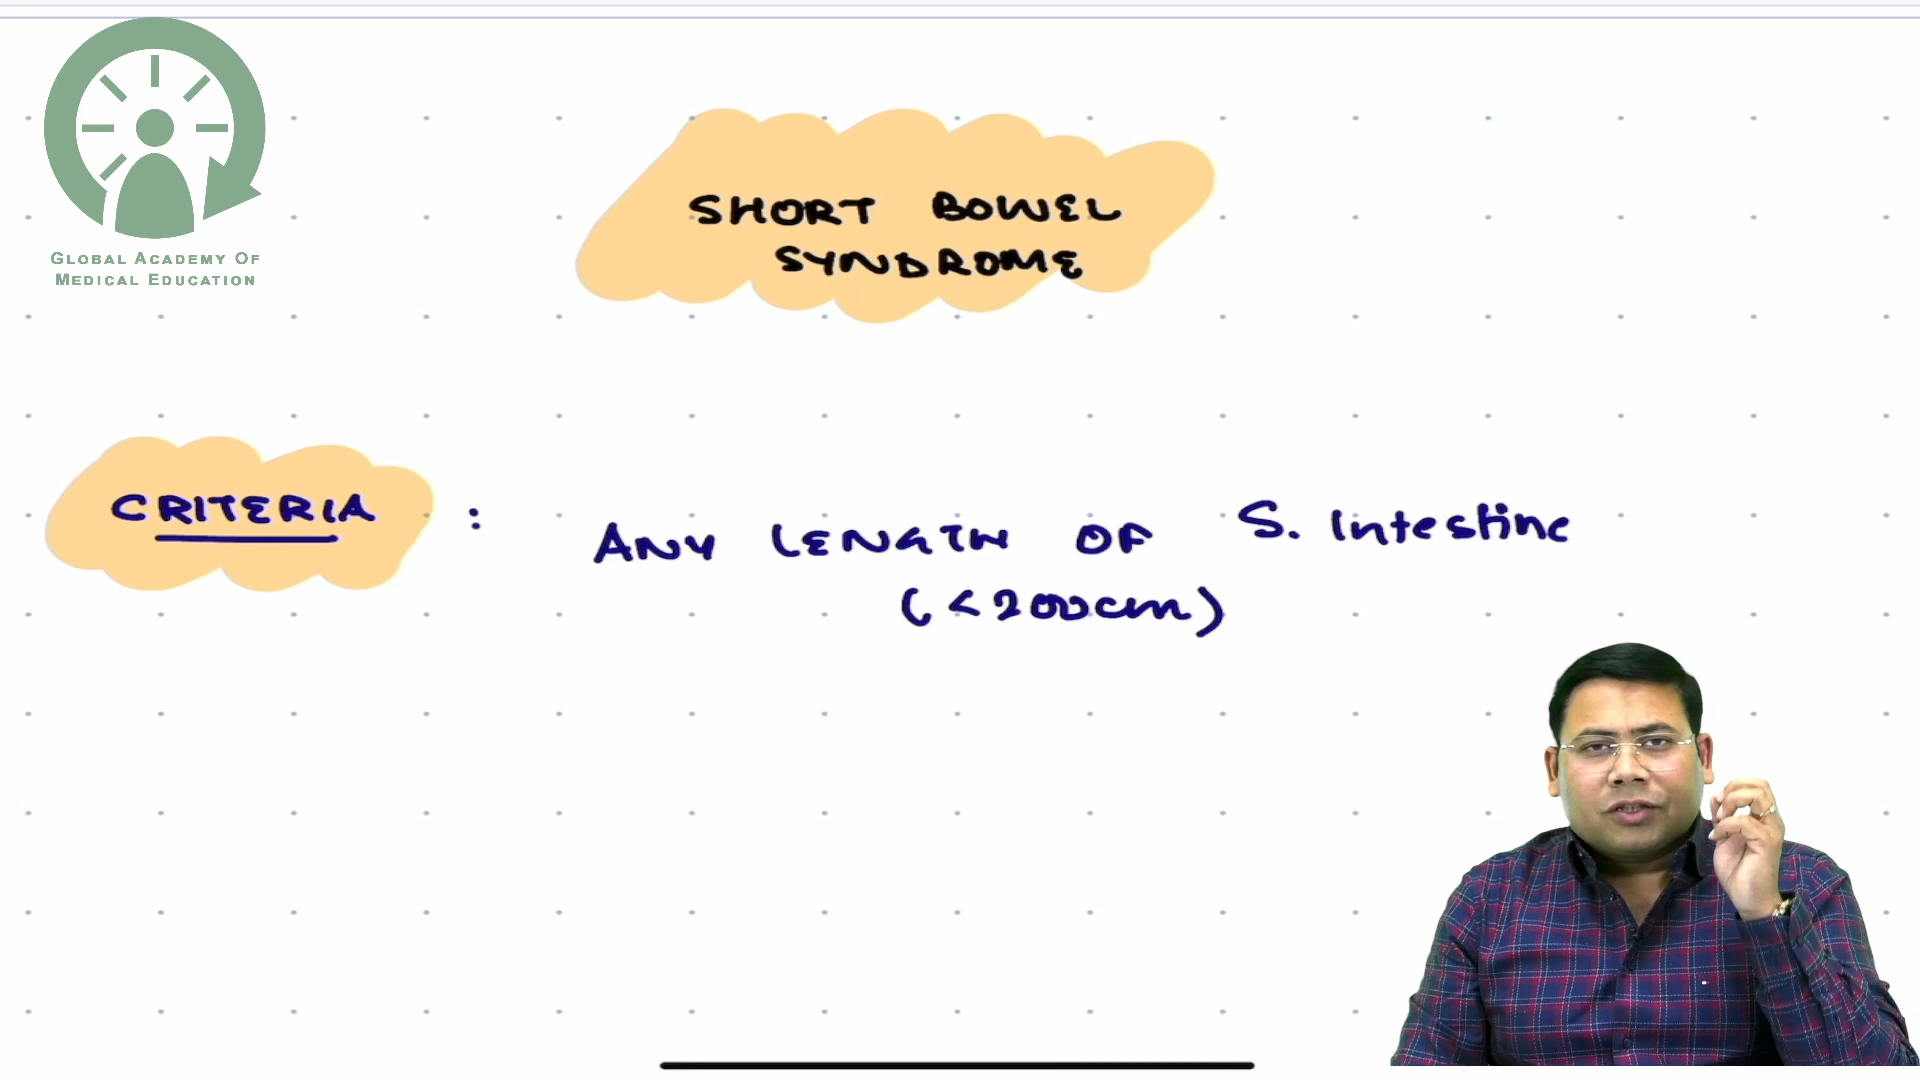 GLOBAL ACADEMY OF
MEDICAL EDUCATION
SHORT BOWEL
SYNDROME
CRITERIA : ANY LENGTH OF S. Intestine
(<200cm)